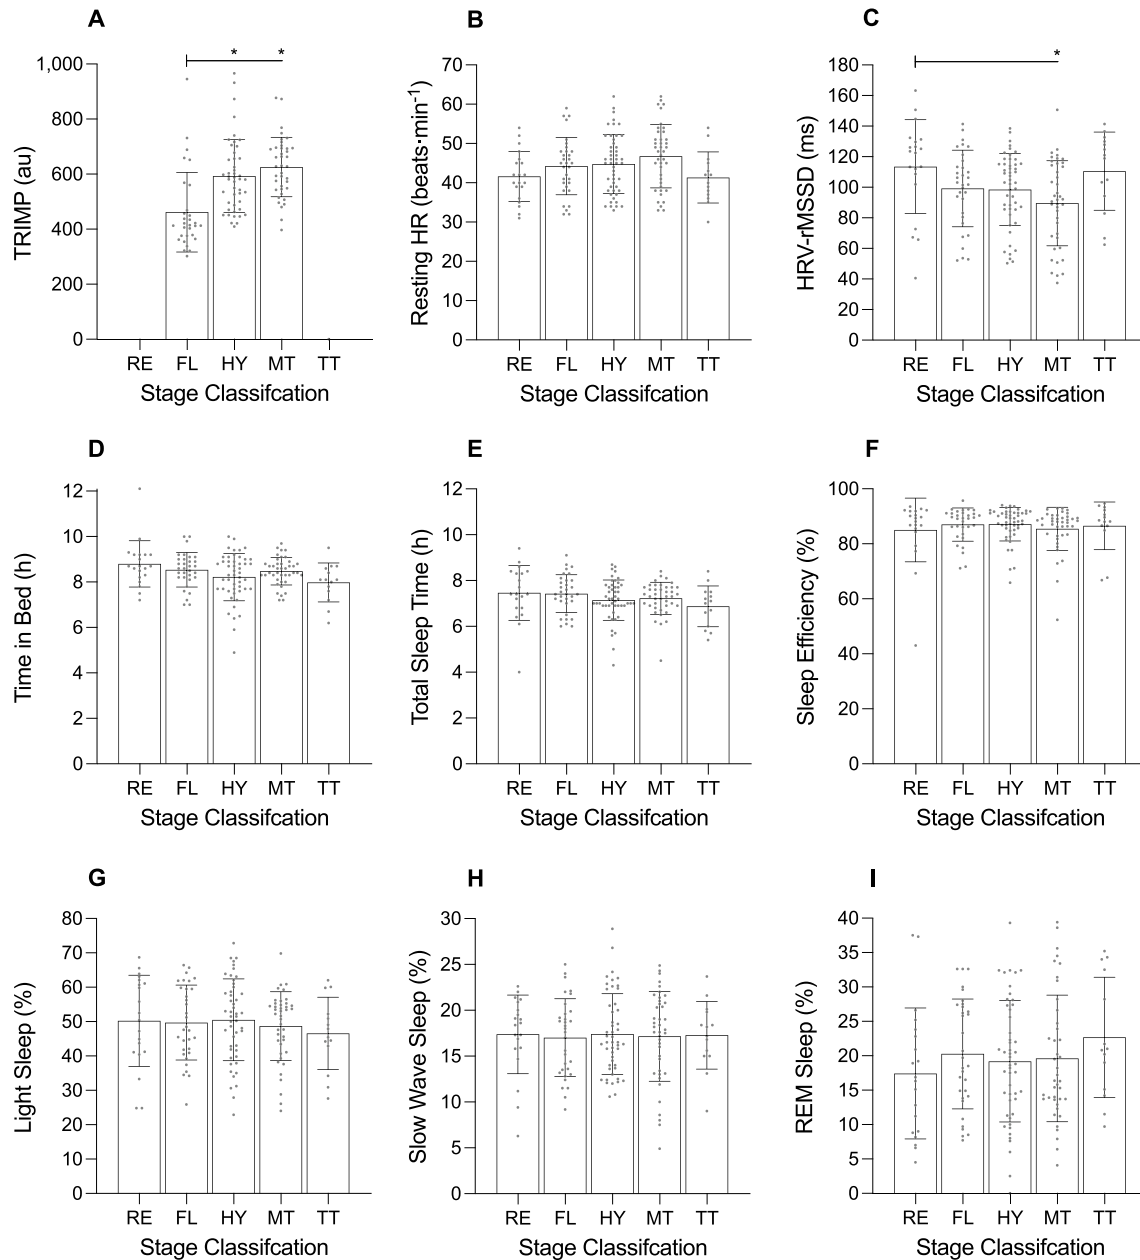 A
B
C
* *
*
1,000
800
600
400
200
0
TRIMP (au)
RE FL HY MT TT
Stage Classifcation
70
60
50
40
30
20
10
0
Resting HR (beats·min⁻¹)
RE FL HY MT TT
Stage Classifcation
180
160
140
120
100
80
60
40
20
0
HRV-rMSSD (ms)
RE FL HY MT TT
Stage Classifcation
D
E
F
12
10
8
6
4
2
0
Time in Bed (h)
RE FL HY MT TT
Stage Classifcation
12
10
8
6
4
2
0
Total Sleep Time (h)
RE FL HY MT TT
Stage Classifcation
100
80
60
40
20
0
Sleep Efficiency (%)
RE FL HY MT TT
Stage Classifcation
G
H
I
80
70
60
50
40
30
20
10
0
Light Sleep (%)
RE FL HY MT TT
Stage Classifcation
30
25
20
15
10
5
0
Slow Wave Sleep (%)
RE FL HY MT TT
Stage Classifcation
40
35
30
25
20
15
10
5
0
REM Sleep (%)
RE FL HY MT TT
Stage Classifcation